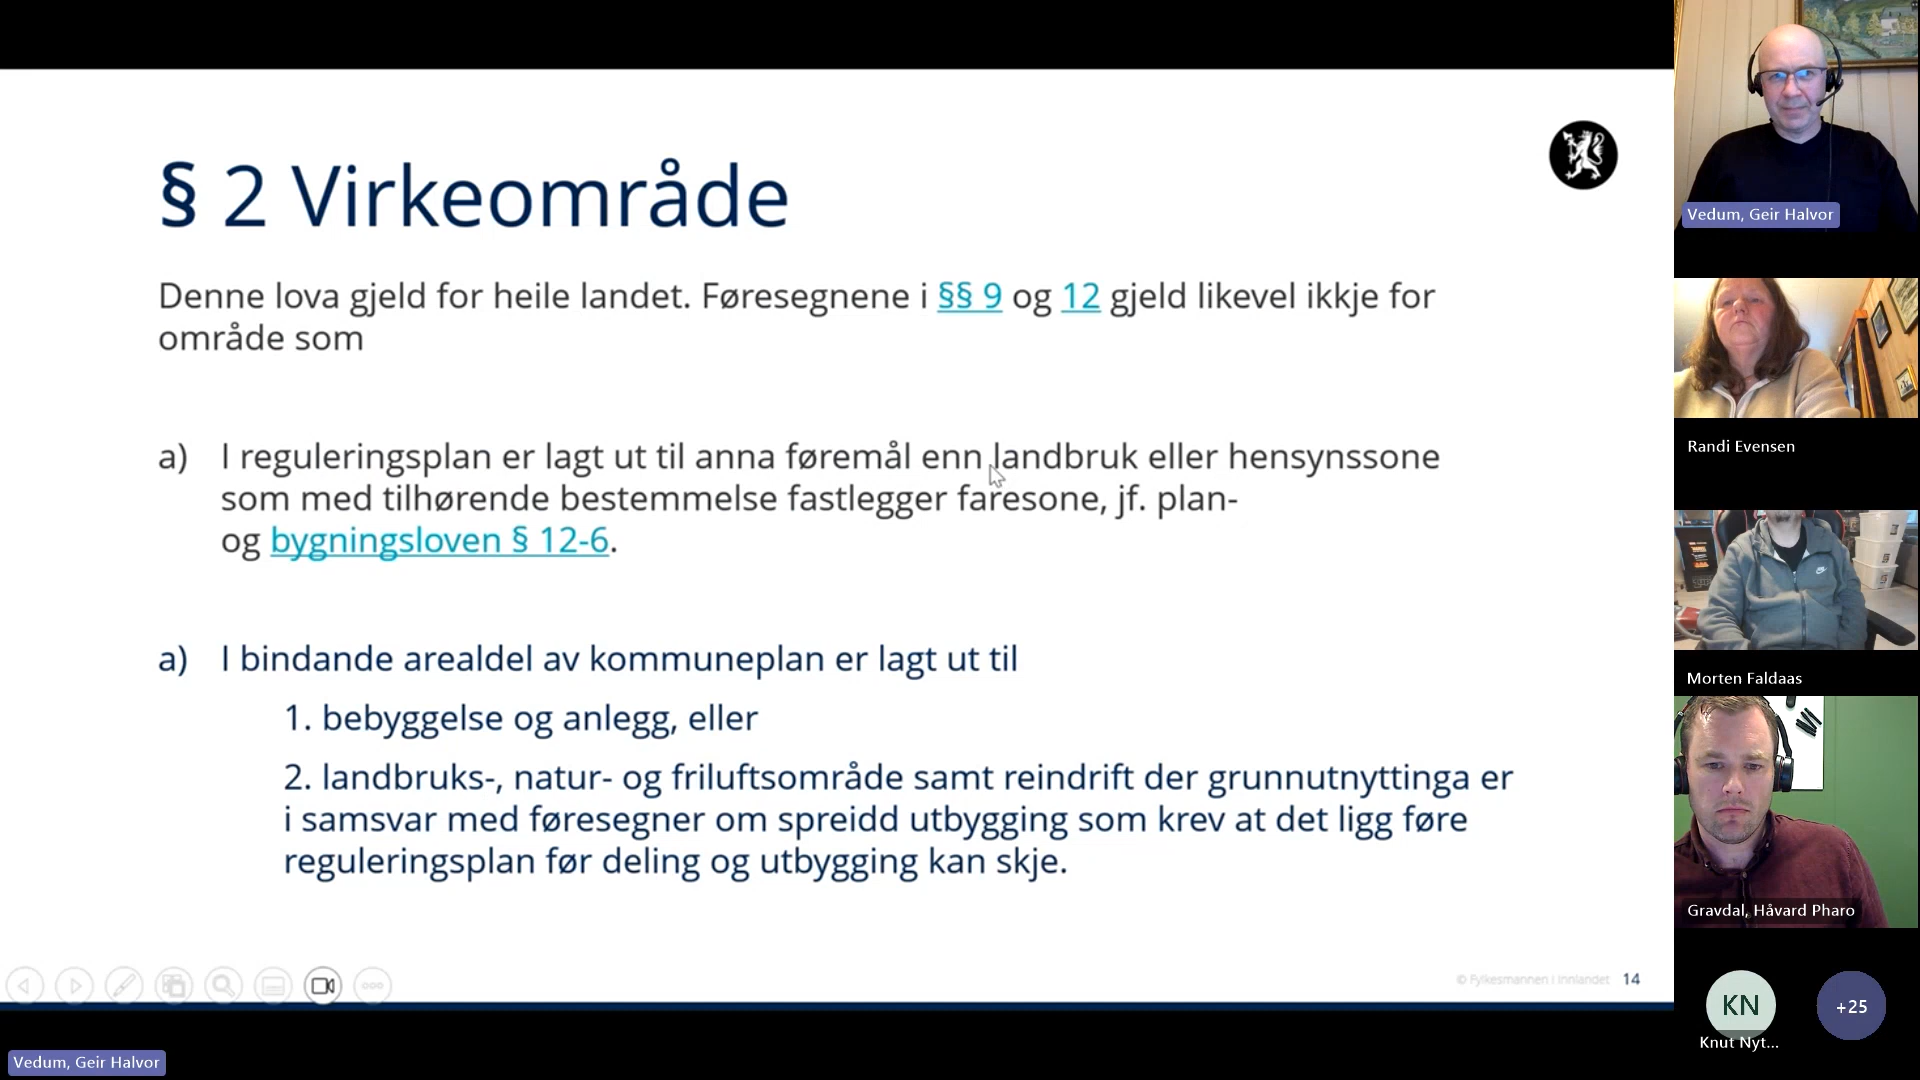 § 2 Virkeområde
Denne lova gjeld for heile landet. Føresegnene i §§ 9 og 12 gjeld likevel ikkje for
område som
a) I reguleringsplan er lagt ut til anna føremål enn landbruk eller hensynssone
som med tilhørende bestemmelse fastlegger faresone, jf. plan-
og bygningsloven § 12-6.
a) I bindande arealdel av kommuneplan er lagt ut til
1. bebyggelse og anlegg, eller
2. landbruks-, natur- og friluftsområde samt reindrift der grunnutnyttinga er
i samsvar med føresegner om spreidd utbygging som krev at det ligg føre
reguleringsplan før deling og utbygging kan skje.
© Fylkesmannen i Innlandet 14
Vedum, Geir Halvor
Vedum, Geir Halvor
Randi Evensen
Morten Faldaas
Gravdal, Håvard Pharo
KN
Knut Nyt...
+25